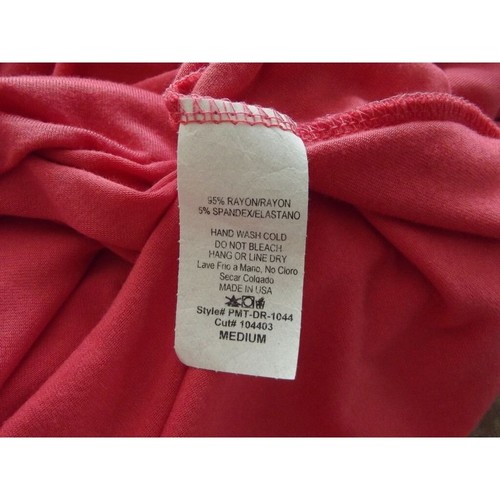 95% RAYON/RAYON
5% SPANDEX/ELASTANO
HAND WASH COLD
DO NOT BLEACH
HANG OR LINE DRY
Lave Frio a Mano, No Cloro
Secar Colgado
MADE IN USA
Style# PMT-DR-1044
Cut# 104403
MEDIUM